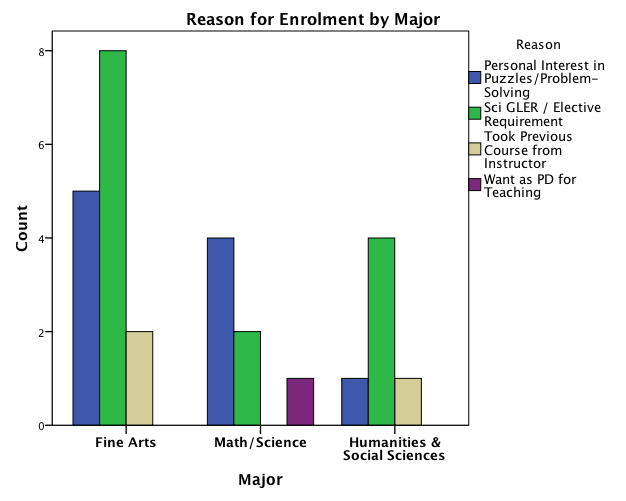 Reason for Enrolment by Major
Reason
Personal Interest in
Puzzles/Problem-
Solving
Sci GLER / Elective
Requirement
Took Previous
Course from
Instructor
Want as PD for
Teaching
Count
8
6
4
2
0
Fine Arts
Math/Science
Humanities &
Social Sciences
Major